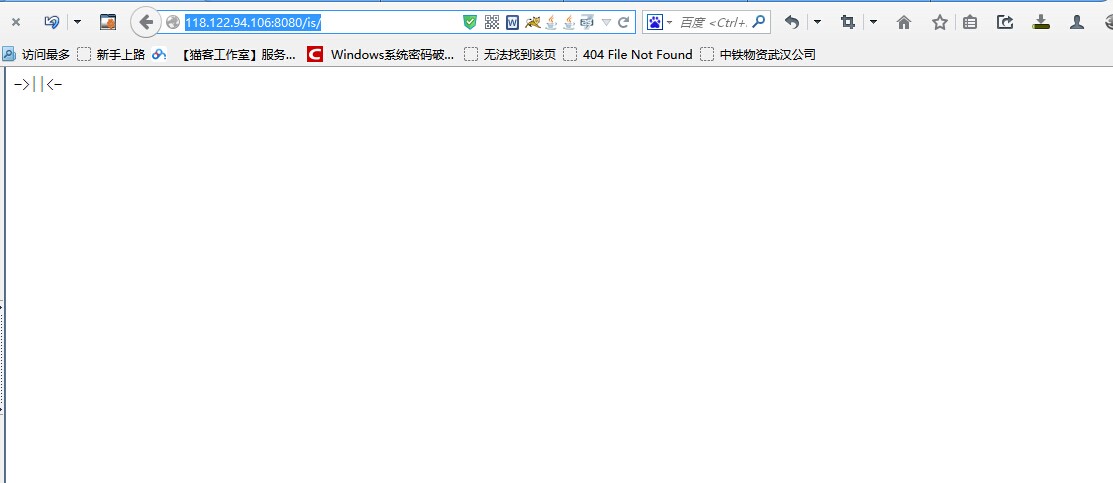 118.122.94.106:8080/is/
百度 <Ctrl+.
访问最多 新手上路 【猫客工作室】服务... Windows系统密码破... 无法找到该页 404 File Not Found 中铁物资武汉公司
->||<-